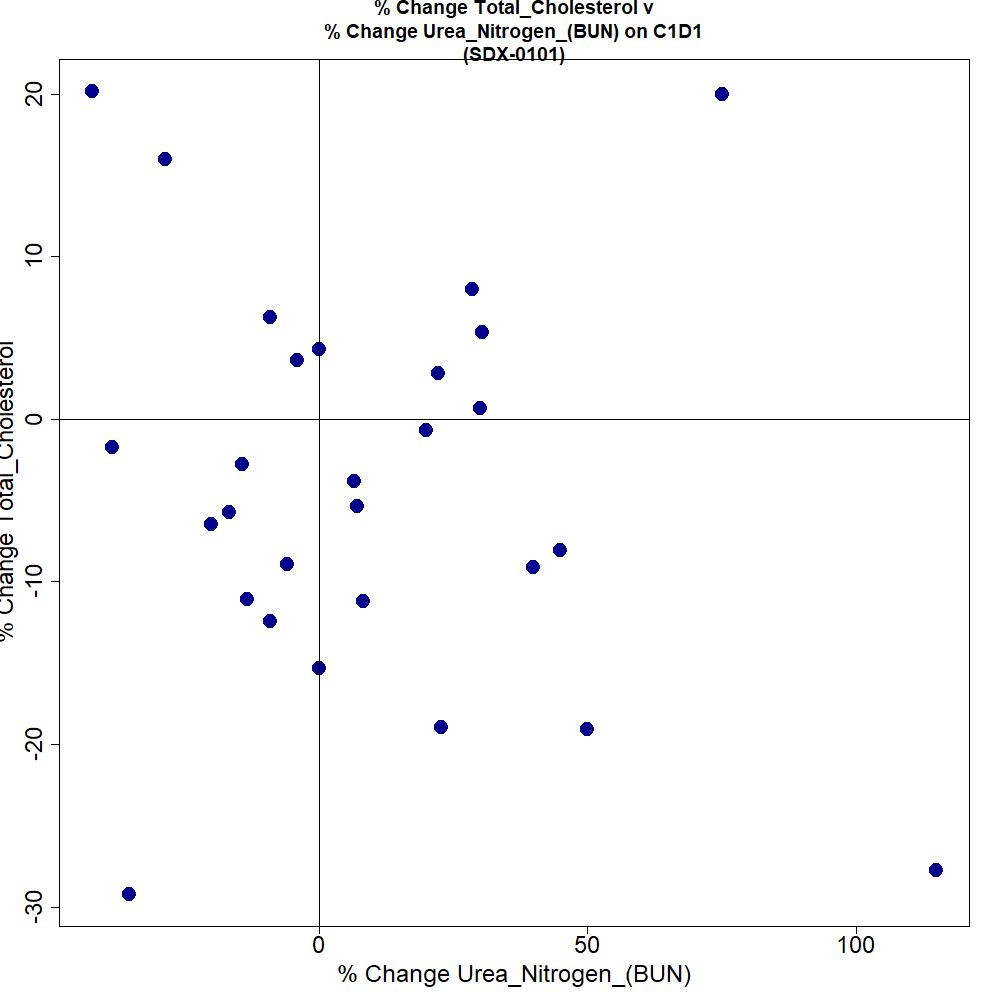 % Change Total_Cholesterol v
% Change Urea_Nitrogen_(BUN) on C1D1
(SDX-0101)
20
10
0
-10
-20
-30
% Change Total_Cholesterol
0
50
100
% Change Urea_Nitrogen_(BUN)